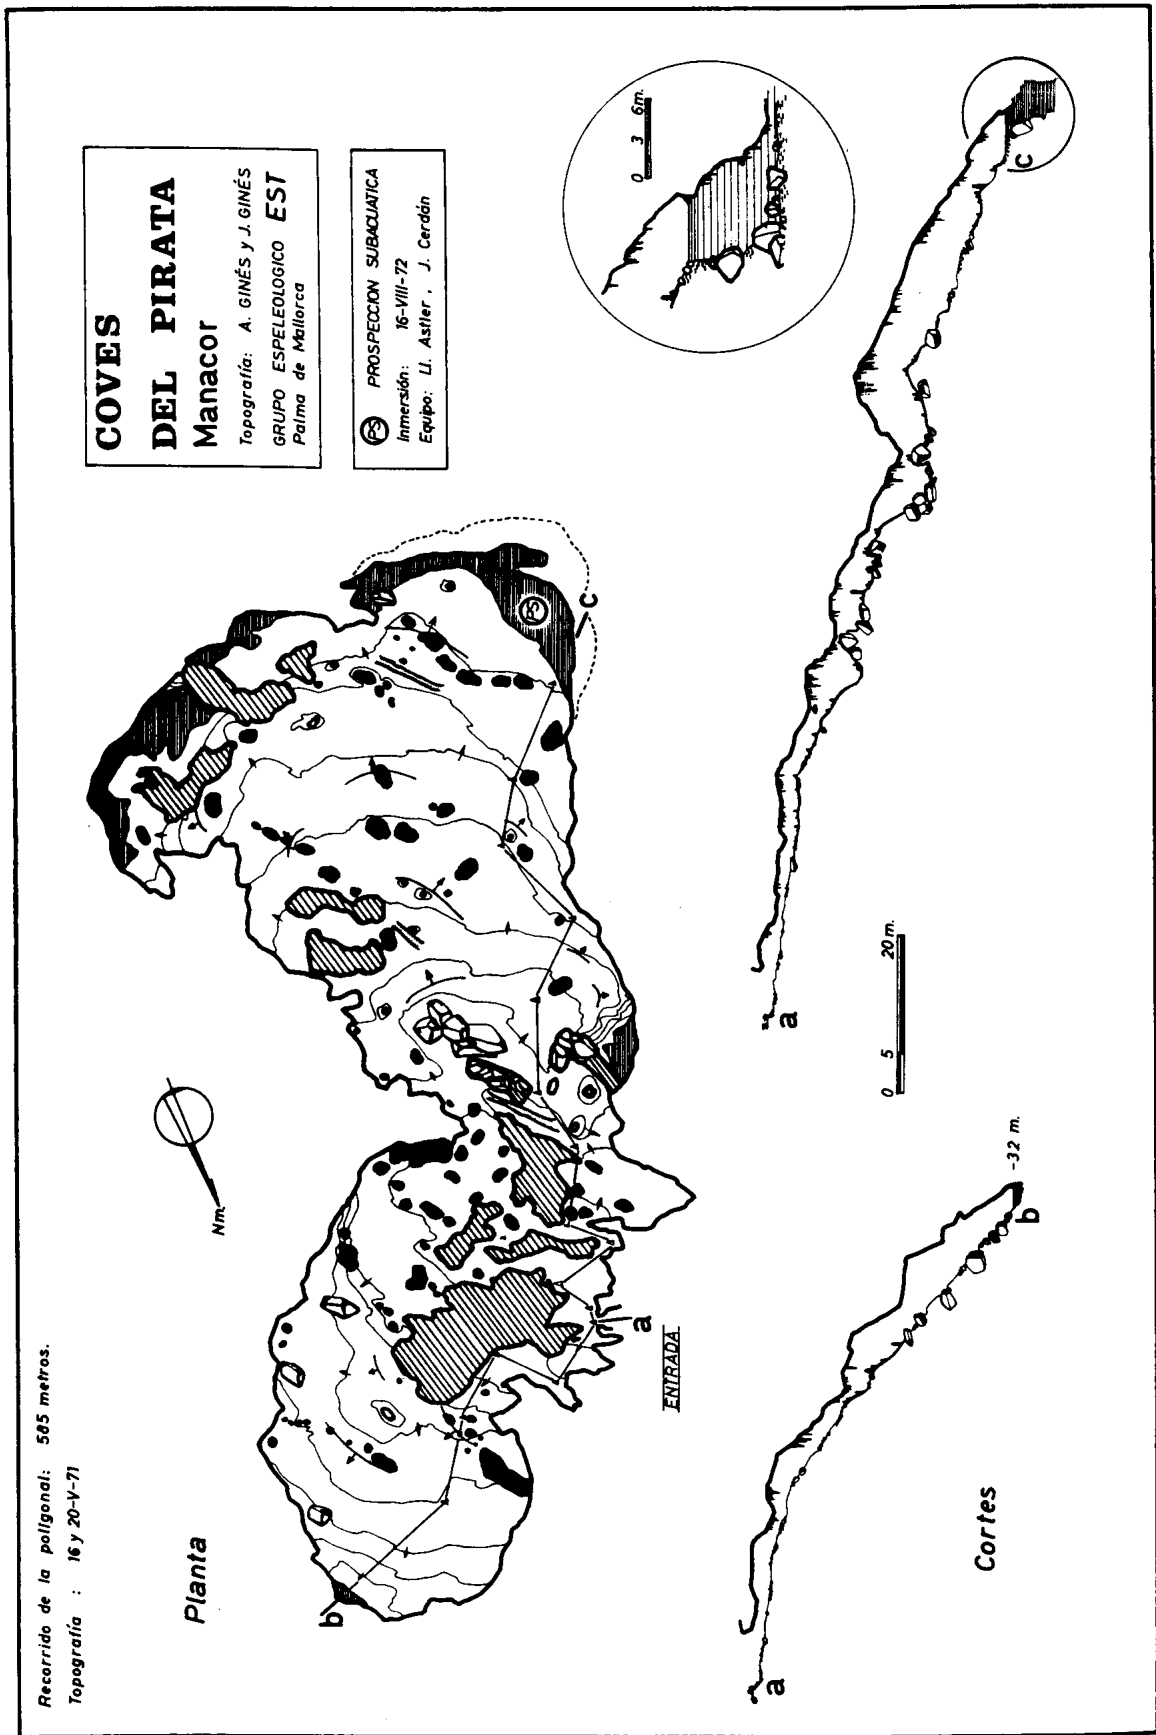 Recorrido de la poligonal: 585 metros.
Topografía : 16 y 20-V-71
COVES
DEL PIRATA
Manacor
Topografía: A. GINÉS y J. GINÉS
GRUPO ESPELEOLOGICO EST
Palma de Mallorca
PS PROSPECCION SUBACUATICA
Inmersión: 16-VIII-72
Equipo: Ll. Astier, J. Cerdán
Planta
Nm.
b
a
ENTRADA
PS
C
0 3 6m.
a
C
0 5 20 m.
a
b
-32 m.
Cortes